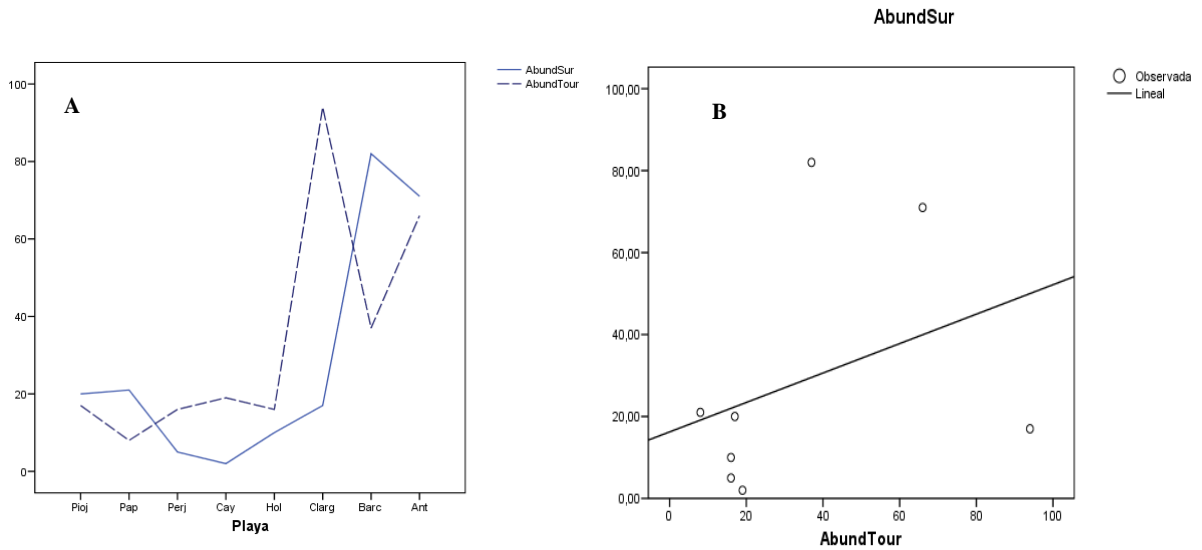 AbundSur
A
AbundSur
AbundTour
100
80
60
40
20
0
Pioj Pap Perj Cay Hol Clarg Barc Ant
Playa
B
Observada
Lineal
100,00
80,00
60,00
40,00
20,00
0,00
0 20 40 60 80 100
AbundTour